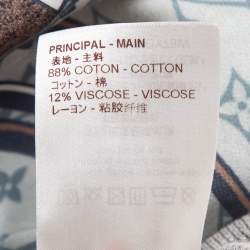 PRINCIPAL - MAIN
表地 - 主料
88% COTON - COTTON
コットン - 棉
12% VISCOSE - VISCOSE
レーヨン - 粘胶纤维